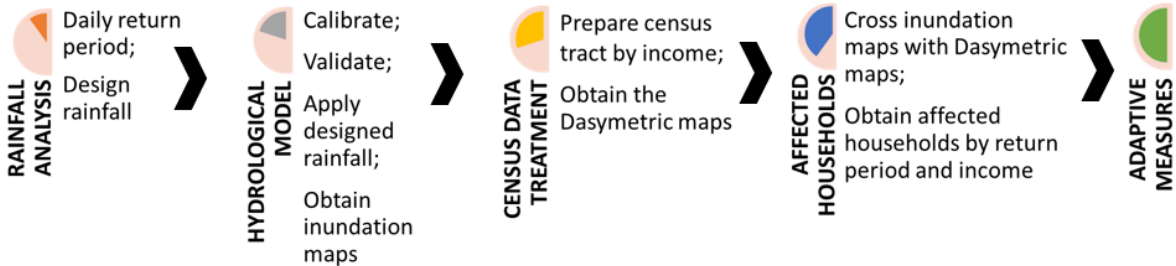 RAINFALL
ANALYSIS
Daily return
period;
Design
rainfall
HYDROLOGICAL
MODEL
Calibrate;
Validate;
Apply
designed
rainfall;
Obtain
inundation
maps
CENSUS DATA
TREATMENT
Prepare census
tract by income;
Obtain the
Dasymetric maps
AFFECTED
HOUSEHOLDS
Cross inundation
maps with Dasymetric
maps;
Obtain affected
households by return
period and income
ADAPTIVE
MEASURES